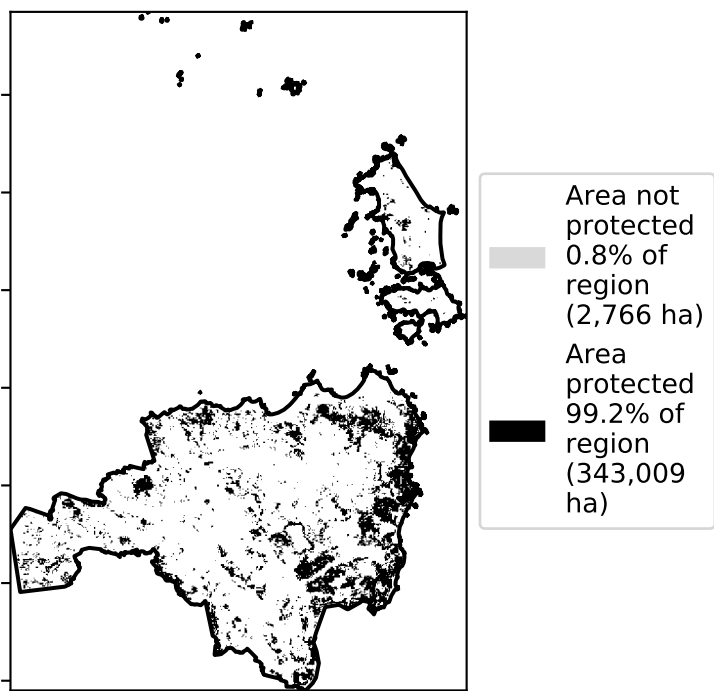 Area not
protected
0.8% of
region
(2,766 ha)
Area
protected
99.2% of
region
(343,009
ha)